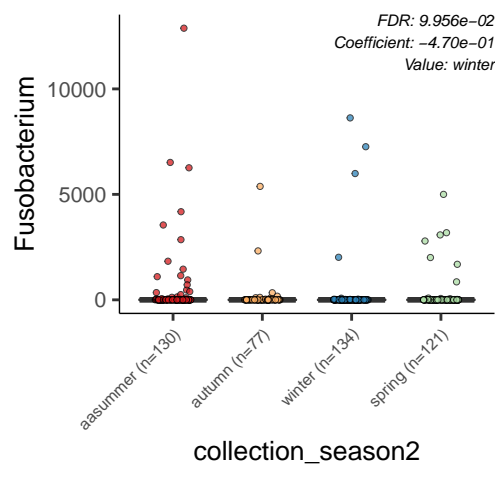 FDR: 9.956e−02
Coefficient: −4.70e−01
Value: winter
Fusobacterium
10000
5000
0
aasummer (n=130)
autumn (n=77)
winter (n=134)
spring (n=121)
collection_season2